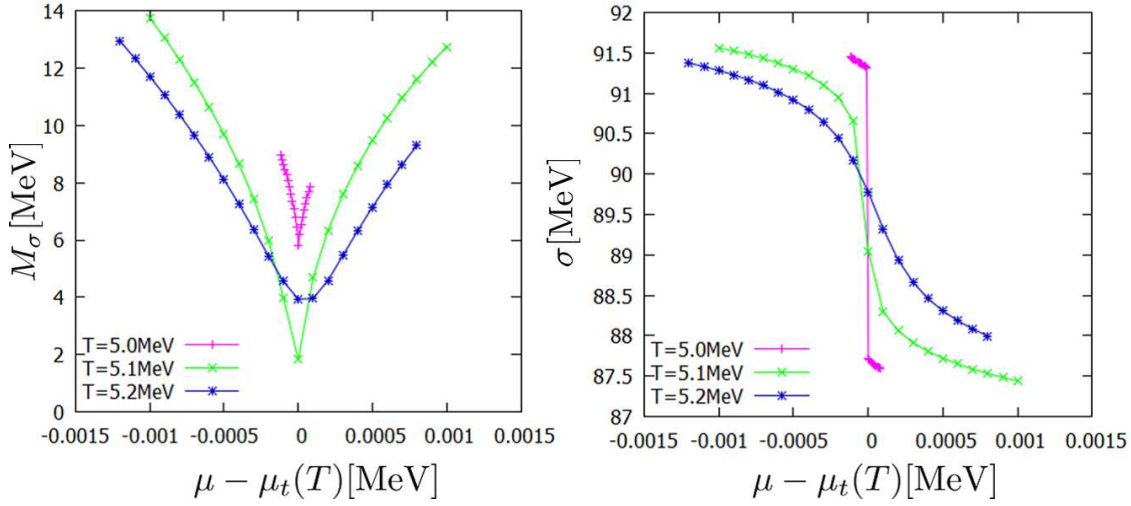 M_σ[MeV]
14
12
10
8
6
4
2
0
T=5.0MeV
T=5.1MeV
T=5.2MeV
-0.0015 -0.001 -0.0005 0 0.0005 0.001 0.0015
μ − μ_t(T)[MeV]
σ[MeV]
92
91.5
91
90.5
90
89.5
89
88.5
88
87.5
87
T=5.0MeV
T=5.1MeV
T=5.2MeV
-0.0015 -0.001 -0.0005 0 0.0005 0.001 0.0015
μ − μ_t(T)[MeV]